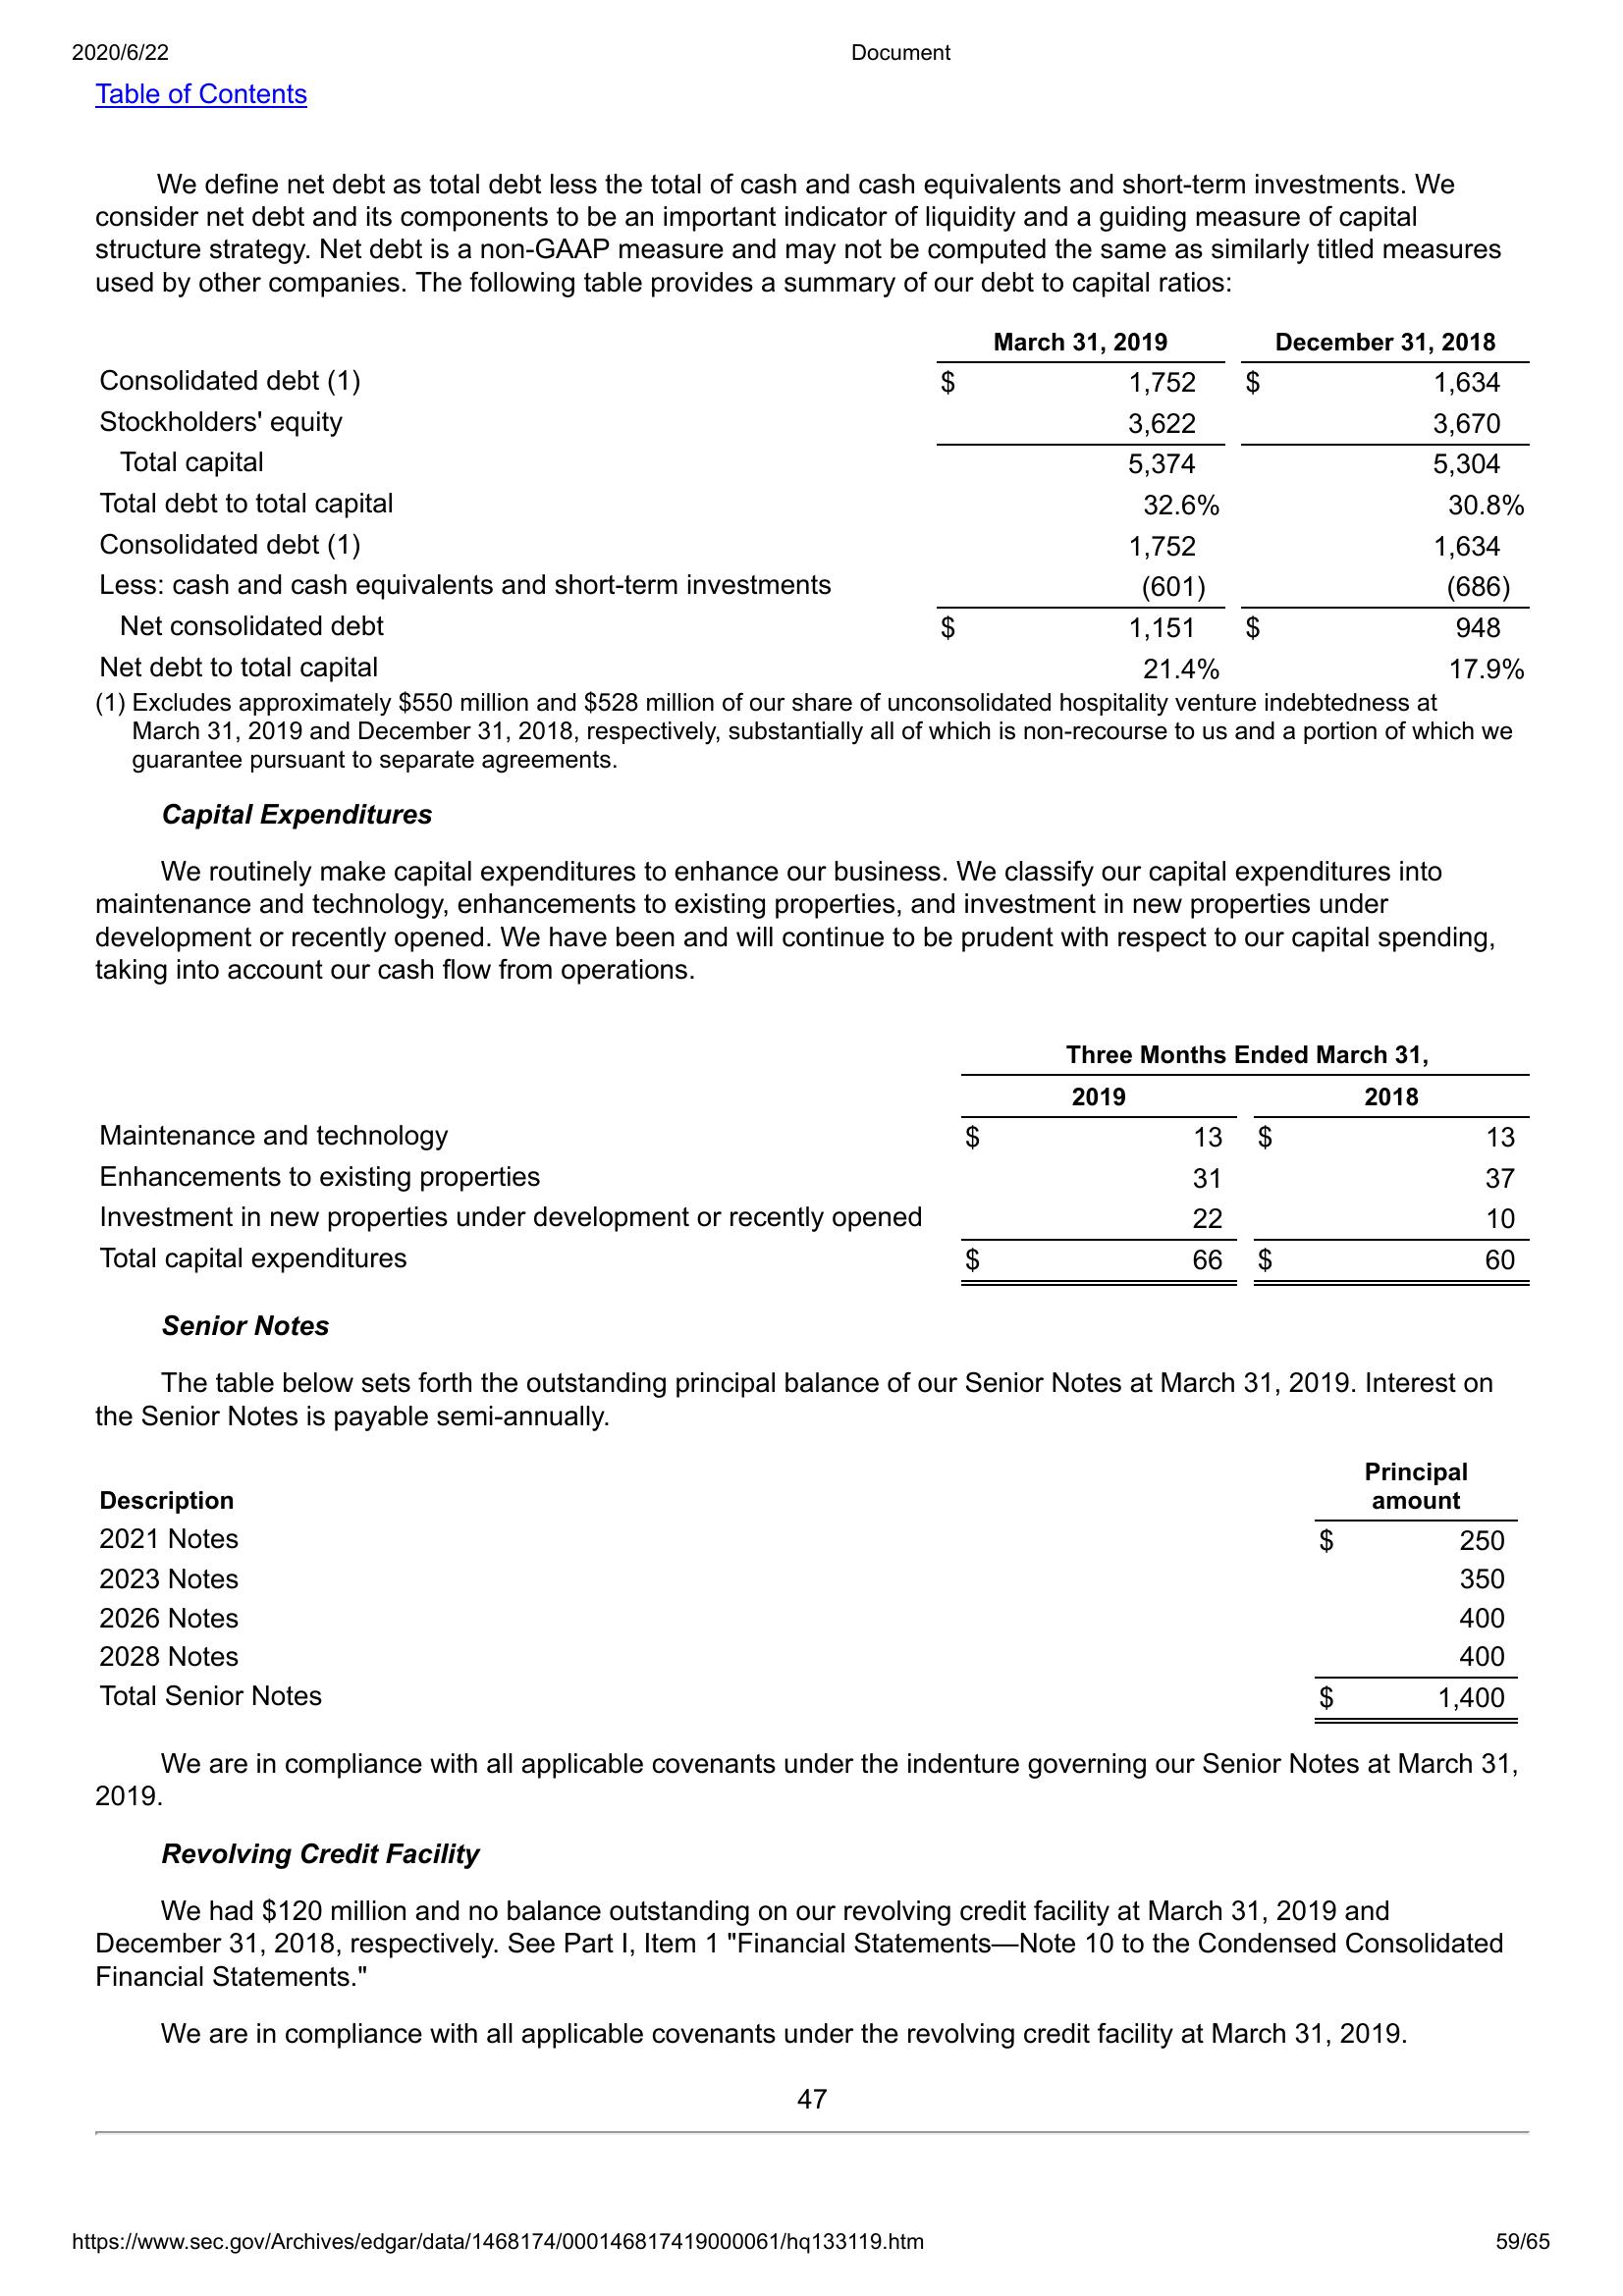 2020/6/22 Document
Table of Contents
We define net debt as total debt less the total of cash and cash equivalents and short-term investments. We
consider net debt and its components to be an important indicator of liquidity and a guiding measure of capital
structure strategy. Net debt is a non-GAAP measure and may not be computed the same as similarly titled measures
used by other companies. The following table provides a summary of our debt to capital ratios:
March 31, 2019 December 31, 2018
Consolidated debt (1) $ 1,752 $ 1,634
Stockholders' equity 3,622 3,670
Total capital 5,374 5,304
Total debt to total capital 32.6% 30.8%
Consolidated debt (1) 1,752 1,634
Less: cash and cash equivalents and short-term investments (601) (686)
Net consolidated debt $ 1,151 $ 948
Net debt to total capital 21.4% 17.9%
(1) Excludes approximately $550 million and $528 million of our share of unconsolidated hospitality venture indebtedness at
March 31, 2019 and December 31, 2018, respectively, substantially all of which is non-recourse to us and a portion of which we
guarantee pursuant to separate agreements.
Capital Expenditures
We routinely make capital expenditures to enhance our business. We classify our capital expenditures into
maintenance and technology, enhancements to existing properties, and investment in new properties under
development or recently opened. We have been and will continue to be prudent with respect to our capital spending,
taking into account our cash flow from operations.
Three Months Ended March 31,
2019 2018
Maintenance and technology $ 13 $ 13
Enhancements to existing properties 31 37
Investment in new properties under development or recently opened 22 10
Total capital expenditures $ 66 $ 60
Senior Notes
The table below sets forth the outstanding principal balance of our Senior Notes at March 31, 2019. Interest on
the Senior Notes is payable semi-annually.
Principal
Description amount
2021 Notes $ 250
2023 Notes 350
2026 Notes 400
2028 Notes 400
Total Senior Notes $ 1,400
We are in compliance with all applicable covenants under the indenture governing our Senior Notes at March 31,
2019.
Revolving Credit Facility
We had $120 million and no balance outstanding on our revolving credit facility at March 31, 2019 and
December 31, 2018, respectively. See Part I, Item 1 "Financial Statements—Note 10 to the Condensed Consolidated
Financial Statements."
We are in compliance with all applicable covenants under the revolving credit facility at March 31, 2019.
47
https://www.sec.gov/Archives/edgar/data/1468174/000146817419000061/hq133119.htm 59/65